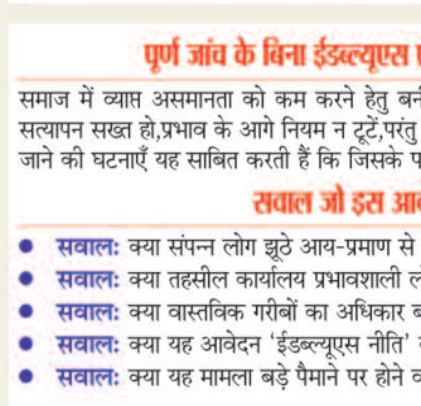 पूर्ण जांच के बिना ईडब्ल्यूएस
समाज में व्याप्त असमानता को कम करने हेतु
सत्यापन सख्त हो,प्रभाव के आगे नियम न टूटें,परंतु
जाने की घटनाएँ यह साबित करती हैं कि जिसके
सवाल जो इस
● सवालः क्या संपन्न लोग झूठे आय-प्रमाण से
● सवालः क्या तहसील कार्यालय प्रभावशाली
● सवालः क्या वास्तविक गरीबों का अधिकार
● सवालः क्या यह आवेदन ‘ईडब्ल्यूएस नीति’
● सवालः क्या यह मामला बड़े पैमाने पर होने